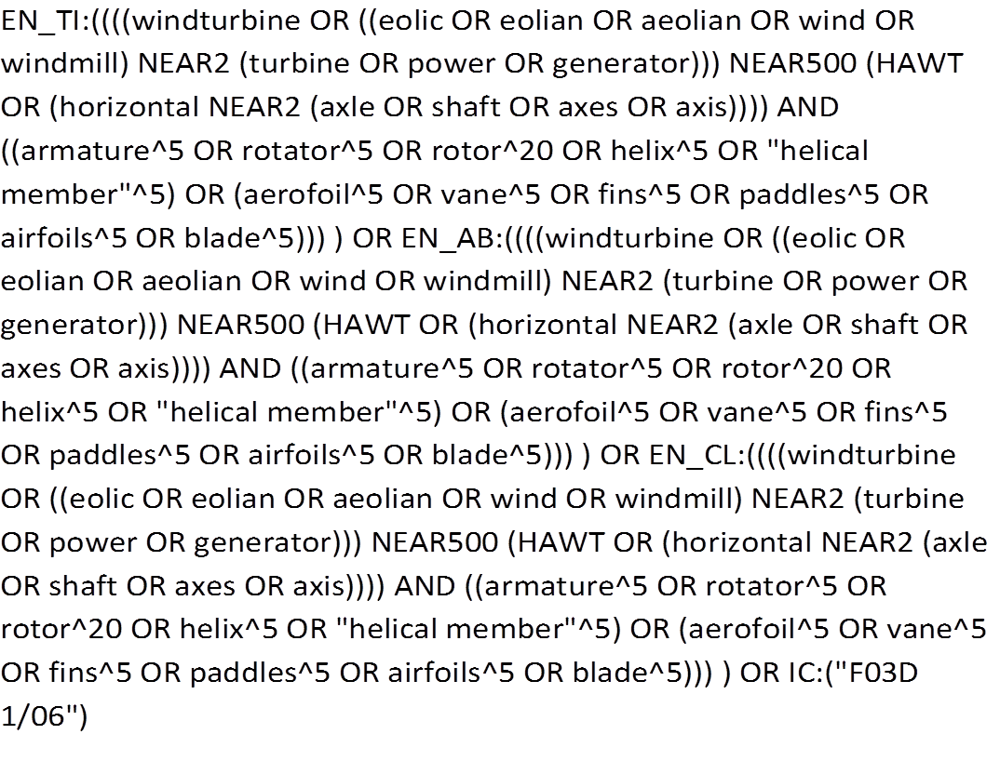 EN_TI:((((windturbine OR ((eolic OR eolian OR aeolian OR wind OR
windmill) NEAR2 (turbine OR power OR generator))) NEAR500 (HAWT
OR (horizontal NEAR2 (axle OR shaft OR axes OR axis)))) AND
((armature^5 OR rotator^5 OR rotor^20 OR helix^5 OR "helical
member"^5) OR (aerofoil^5 OR vane^5 OR fins^5 OR paddles^5 OR
airfoils^5 OR blade^5))) ) OR EN_AB:((((windturbine OR ((eolic OR
eolian OR aeolian OR wind OR windmill) NEAR2 (turbine OR power OR
generator))) NEAR500 (HAWT OR (horizontal NEAR2 (axle OR shaft OR
axes OR axis)))) AND ((armature^5 OR rotator^5 OR rotor^20 OR
helix^5 OR "helical member"^5) OR (aerofoil^5 OR vane^5 OR fins^5
OR paddles^5 OR airfoils^5 OR blade^5))) ) OR EN_CL:((((windturbine
OR ((eolic OR eolian OR aeolian OR wind OR windmill) NEAR2 (turbine
OR power OR generator))) NEAR500 (HAWT OR (horizontal NEAR2 (axle
OR shaft OR axes OR axis)))) AND ((armature^5 OR rotator^5 OR
rotor^20 OR helix^5 OR "helical member"^5) OR (aerofoil^5 OR vane^5
OR fins^5 OR paddles^5 OR airfoils^5 OR blade^5))) ) OR IC:("F03D
1/06")